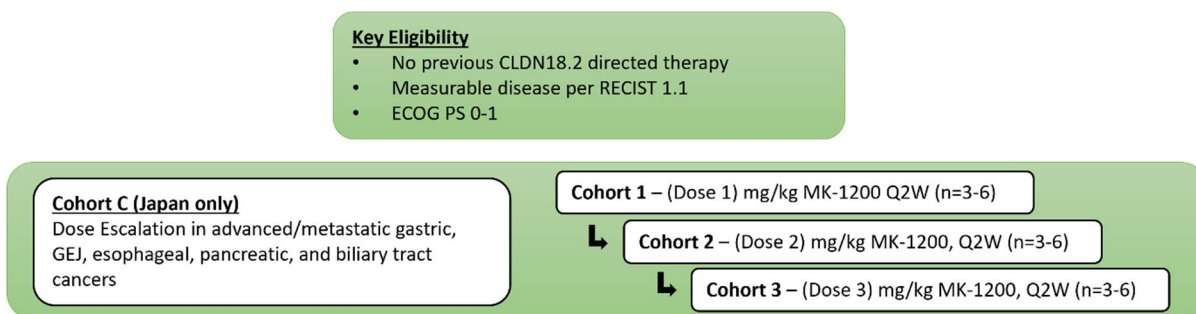 Key Eligibility
• No previous CLDN18.2 directed therapy
• Measurable disease per RECIST 1.1
• ECOG PS 0-1
Cohort C (Japan only)
Dose Escalation in advanced/metastatic gastric,
GEJ, esophageal, pancreatic, and biliary tract
cancers
Cohort 1 – (Dose 1) mg/kg MK-1200 Q2W (n=3-6)
Cohort 2 – (Dose 2) mg/kg MK-1200, Q2W (n=3-6)
Cohort 3 – (Dose 3) mg/kg MK-1200, Q2W (n=3-6)